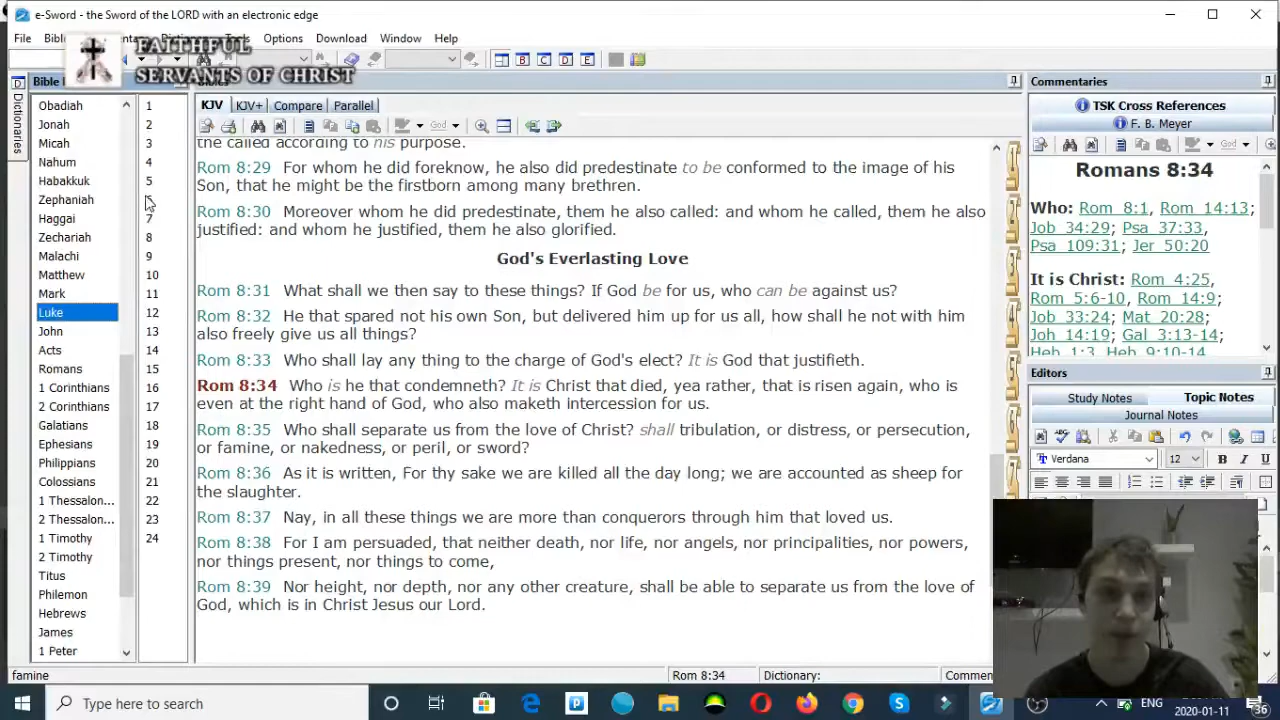 e-Sword - the Sword of the LORD with an electronic edge
File
Options
Download
Window
Help
FAITHFUL
SERVANTS OF CHRIST
Dictionaries
Obadiah
Jonah
Micah
Nahum
Habakkuk
Zephaniah
Haggai
Zechariah
Malachi
Matthew
Mark
Luke
John
Acts
Romans
1 Corinthians
2 Corinthians
Galatians
Ephesians
Philippians
Colossians
1 Thessalon...
2 Thessalon...
1 Timothy
2 Timothy
Titus
Philemon
Hebrews
James
1 Peter
1
2
3
4
5
7
8
9
10
11
12
13
14
15
16
17
18
19
20
21
22
23
24
KJV KJV+ Compare Parallel
the called according to his purpose.
Rom 8:29 For whom he did foreknow, he also did predestinate to be conformed to the image of his
Son, that he might be the firstborn among many brethren.
Rom 8:30 Moreover whom he did predestinate, them he also called: and whom he called, them he also
justified: and whom he justified, them he also glorified.
God's Everlasting Love
Rom 8:31 What shall we then say to these things? If God be for us, who can be against us?
Rom 8:32 He that spared not his own Son, but delivered him up for us all, how shall he not with him
also freely give us all things?
Rom 8:33 Who shall lay any thing to the charge of God's elect? It is God that justifieth.
Rom 8:34 Who is he that condemneth? It is Christ that died, yea rather, that is risen again, who is
even at the right hand of God, who also maketh intercession for us.
Rom 8:35 Who shall separate us from the love of Christ? shall tribulation, or distress, or persecution,
or famine, or nakedness, or peril, or sword?
Rom 8:36 As it is written, For thy sake we are killed all the day long; we are accounted as sheep for
the slaughter.
Rom 8:37 Nay, in all these things we are more than conquerors through him that loved us.
Rom 8:38 For I am persuaded, that neither death, nor life, nor angels, nor principalities, nor powers,
nor things present, nor things to come,
Rom 8:39 Nor height, nor depth, nor any other creature, shall be able to separate us from the love of
God, which is in Christ Jesus our Lord.
Commentaries
TSK Cross References
F. B. Meyer
God
Romans 8:34
Who: Rom 8:1, Rom 14:13;
Job 34:29; Psa 37:33;
Psa 109:31; Jer 50:20
It is Christ: Rom 4:25,
Rom 5:6-10, Rom 14:9;
Job 33:24; Mat 20:28;
Joh 14:19; Gal 3:13-14;
Heb 1:3, Heb 9:10-14
Editors
Study Notes Topic Notes
Journal Notes
Verdana 12 B I U
famine
Rom 8:34 Dictionary: Commen
Type here to search
ENG
2020-01-11
36